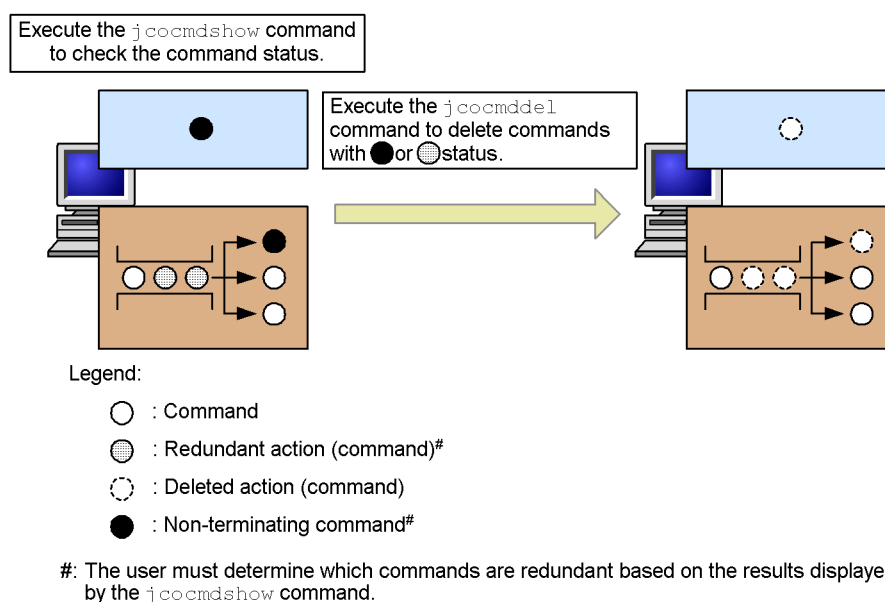 Execute the jcocmdshow command
to check the command status.
Execute the jcocmddel
command to delete commands
with or status.
Legend:
: Command
: Redundant action (command)#
: Deleted action (command)
: Non-terminating command#
#: The user must determine which commands are redundant based on the results displaye
by the jcocmdshow command.